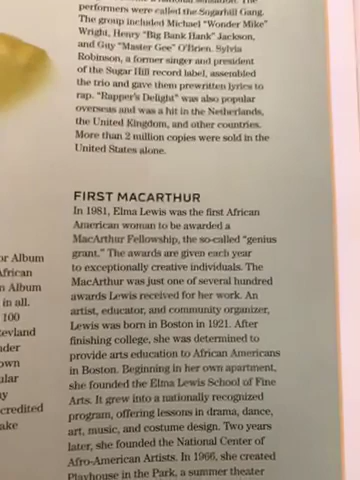 performers were called the Sugarhill Gang.
The group included Michael "Wonder Mike"
Wright, Henry "Big Bank Hank" Jackson,
and Guy "Master Gee" O'Brien. Sylvia
Robinson, a former singer and president
of the Sugar Hill record label, assembled
the trio and gave them prewritten lyrics to
rap. "Rapper's Delight" was also popular
overseas and was a hit in the Netherlands,
the United Kingdom, and other countries.
More than 2 million copies were sold in the
United States alone.
FIRST MACARTHUR
In 1981, Elma Lewis was the first African
American woman to be awarded a
MacArthur Fellowship, the so-called "genius
grant." The awards are given each year
to exceptionally creative individuals. The
MacArthur was just one of several hundred
awards Lewis received for her work. An
artist, educator, and community organizer,
Lewis was born in Boston in 1921. After
finishing college, she was determined to
provide arts education to African Americans
in Boston. Beginning in her own apartment,
she founded the Elma Lewis School of Fine
Arts. It grew into a nationally recognized
program, offering lessons in drama, dance,
art, music, and costume design. Two years
later, she founded the National Center of
Afro-American Artists. In 1966, she created
Playhouse in the Park, a summer theater
Album
in all.
100
credited